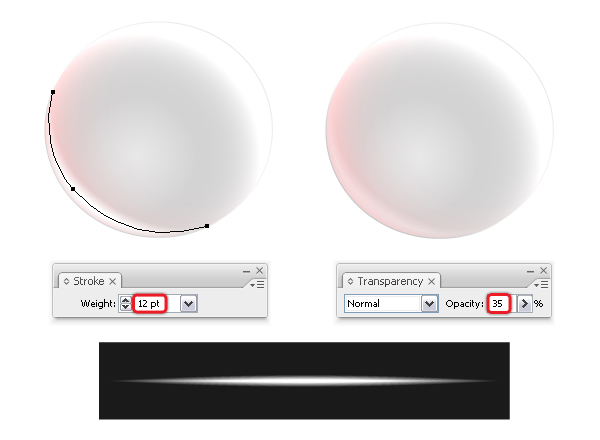 Stroke
Weight: 12 pt
Transparency
Normal Opacity: 35 %